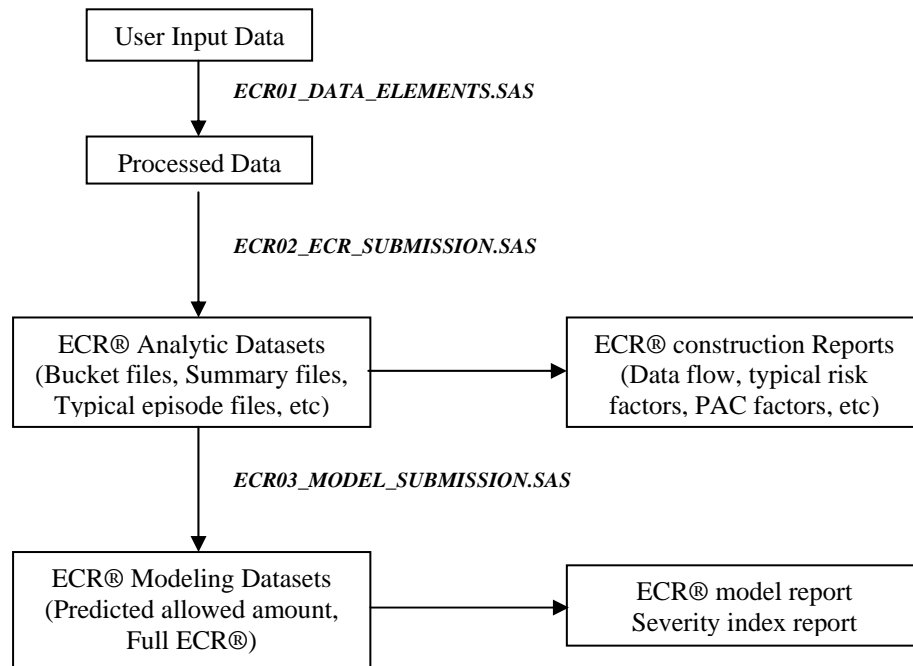 User Input Data
ECR01_DATA_ELEMENTS.SAS
Processed Data
ECR02_ECR_SUBMISSION.SAS
ECR® Analytic Datasets
(Bucket files, Summary files,
Typical episode files, etc)
ECR® construction Reports
(Data flow, typical risk
factors, PAC factors, etc)
ECR03_MODEL_SUBMISSION.SAS
ECR® Modeling Datasets
(Predicted allowed amount,
Full ECR®)
ECR® model report
Severity index report